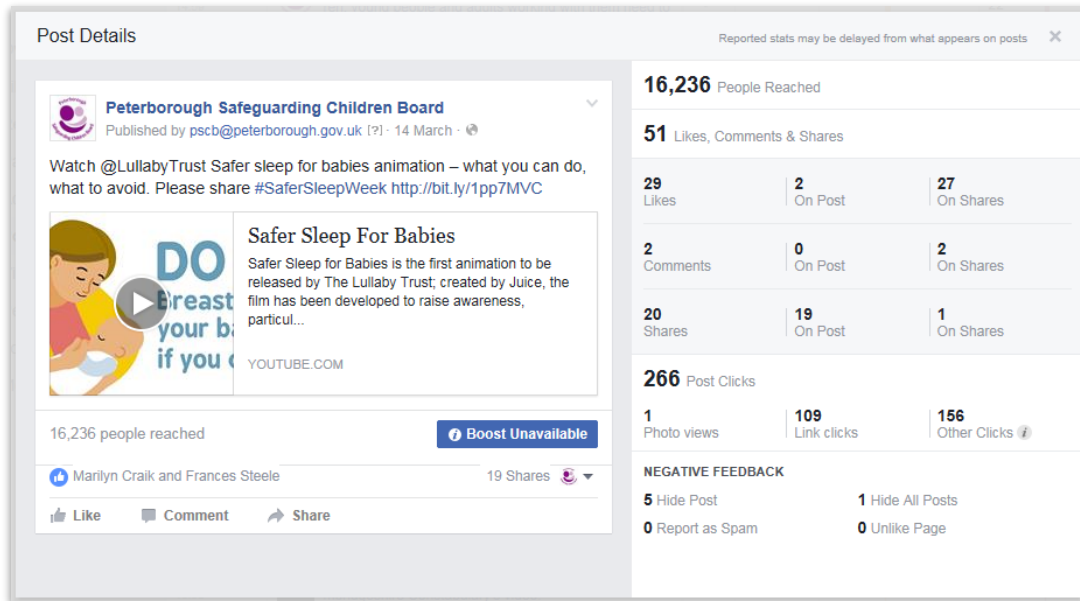 Post Details
Reported stats may be delayed from what appears on posts
Peterborough Safeguarding Children Board
Published by pscb@peterborough.gov.uk [?] · 14 March ·
Watch @LullabyTrust Safer sleep for babies animation – what you can do,
what to avoid. Please share #SaferSleepWeek http://bit.ly/1pp7MVC
DO
Breast
your ba
if you c
Safer Sleep For Babies
Safer Sleep for Babies is the first animation to be
released by The Lullaby Trust; created by Juice, the
film has been developed to raise awareness,
particul...
YOUTUBE.COM
16,236 people reached
Boost Unavailable
Marilyn Craik and Frances Steele
19 Shares
Like Comment Share
16,236 People Reached
51 Likes, Comments & Shares
29 2 27
Likes On Post On Shares
2 0 2
Comments On Post On Shares
20 19 1
Shares On Post On Shares
266 Post Clicks
1 109 156
Photo views Link clicks Other Clicks
NEGATIVE FEEDBACK
5 Hide Post 1 Hide All Posts
0 Report as Spam 0 Unlike Page